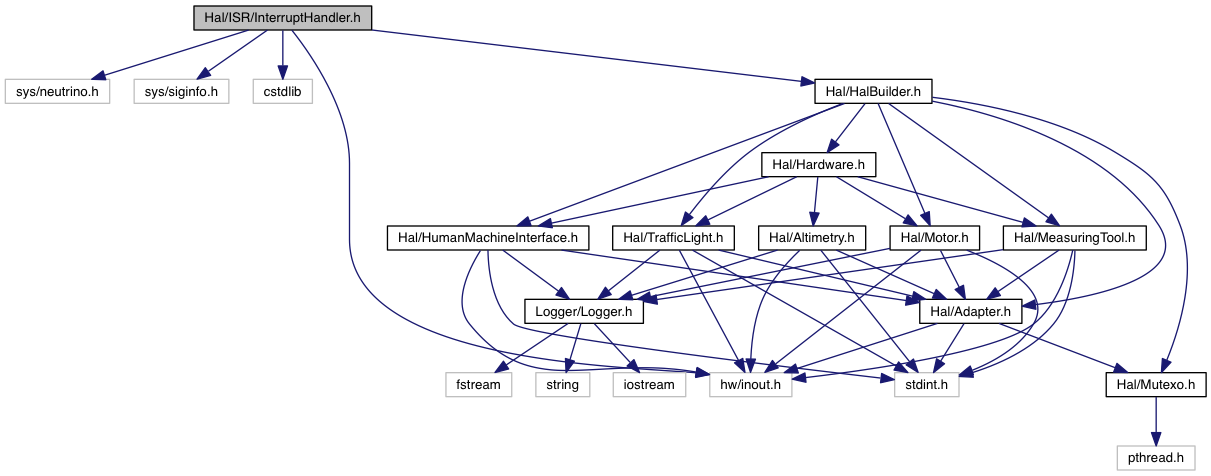 Hal/ISR/InterruptHandler.h
sys/neutrino.h
sys/siginfo.h
cstdlib
Hal/HalBuilder.h
Hal/Hardware.h
Hal/HumanMachineInterface.h
Hal/TrafficLight.h
Hal/Altimetry.h
Hal/Motor.h
Hal/MeasuringTool.h
Logger/Logger.h
Hal/Adapter.h
fstream
string
iostream
hw/inout.h
stdint.h
Hal/Mutexo.h
pthread.h